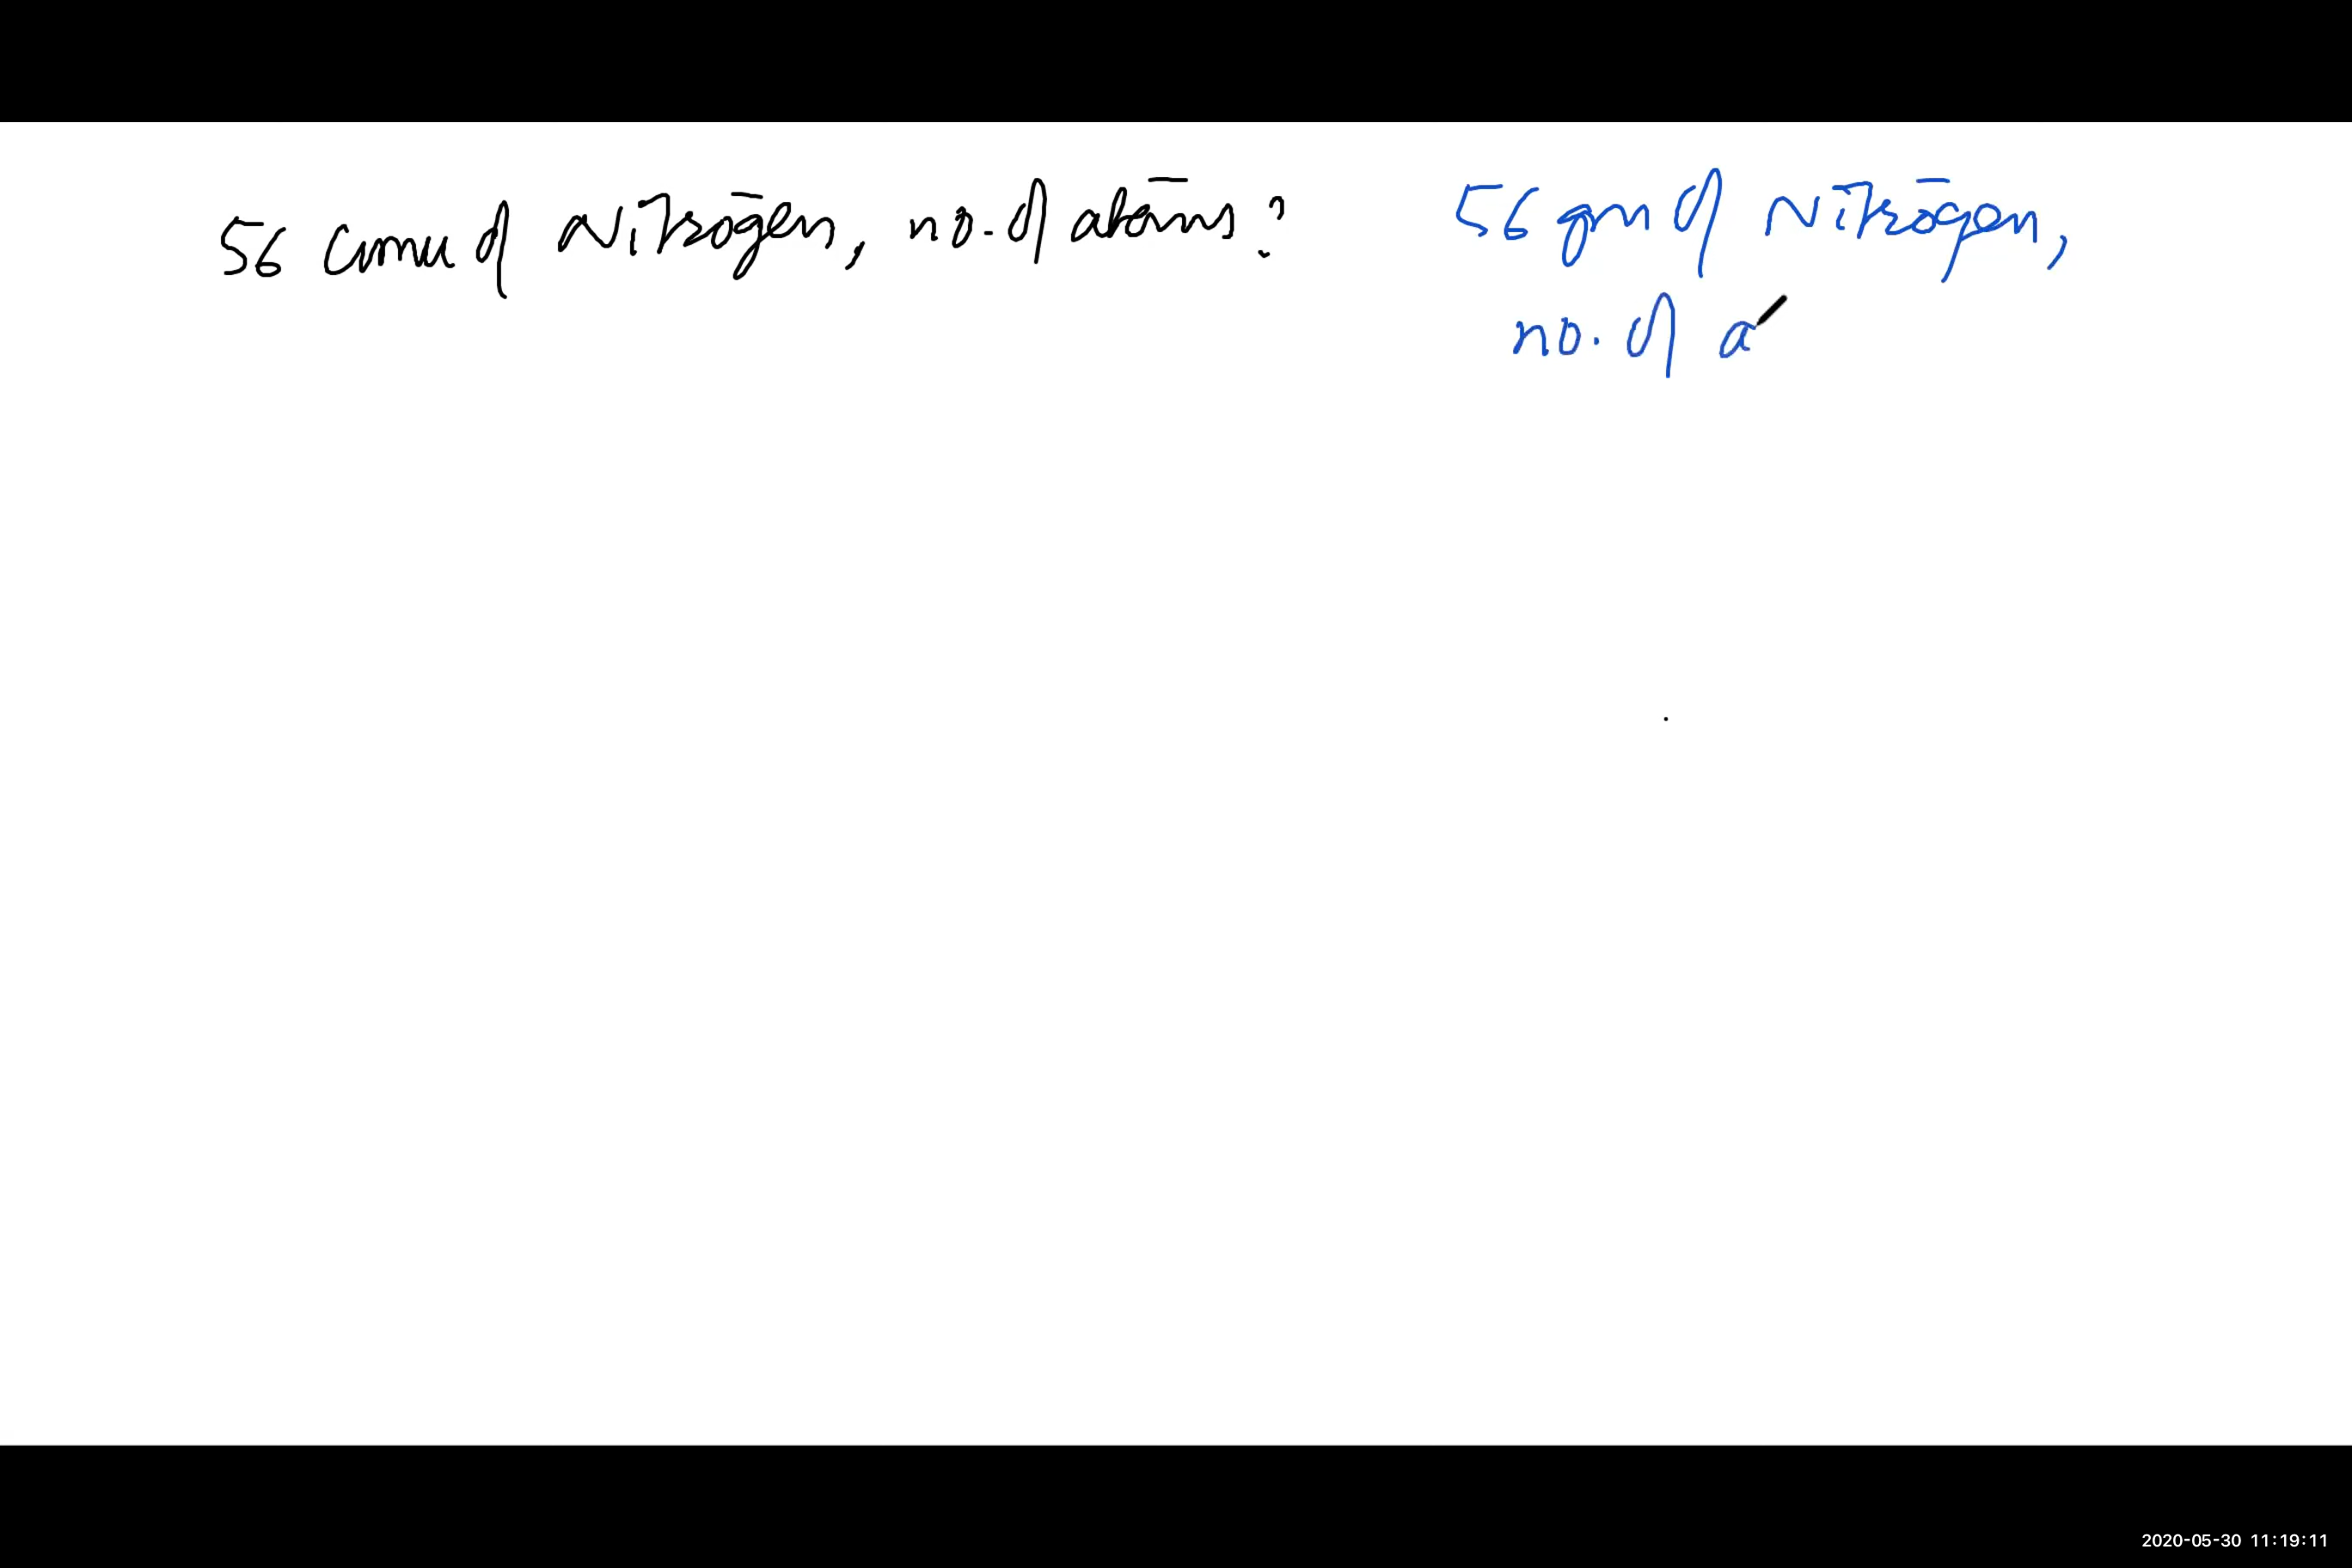 56 amu of Nitrogen, no. of atoms?
56 gm of Nitrogen,
no. of a
2020-05-30 11:19:11